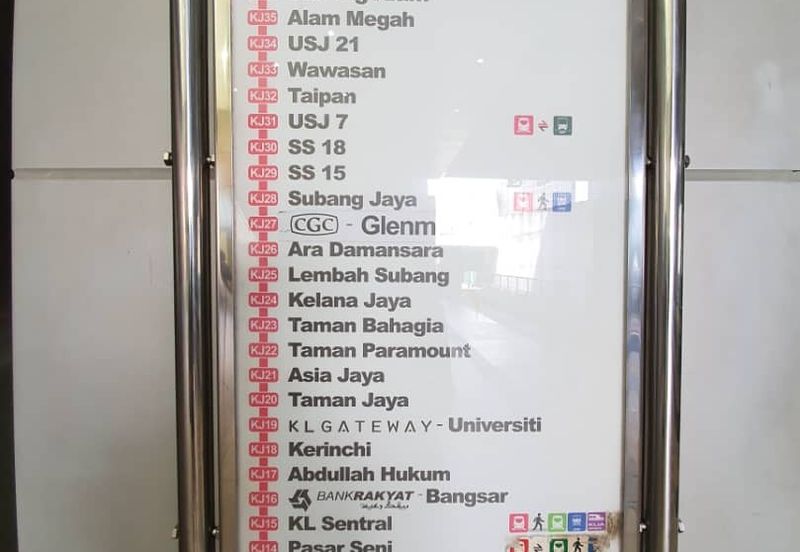 KJ35 Alam Megah
KJ34 USJ 21
KJ33 Wawasan
KJ32 Taipan
KJ31 USJ 7
KJ30 SS 18
KJ29 SS 15
KJ28 Subang Jaya
KJ27 CGC - Glenm
KJ26 Ara Damansara
KJ25 Lembah Subang
KJ24 Kelana Jaya
KJ23 Taman Bahagia
KJ22 Taman Paramount
KJ21 Asia Jaya
KJ20 Taman Jaya
KJ19 KL GATEWAY - Universiti
KJ18 Kerinchi
KJ17 Abdullah Hukum
KJ16 BANKRAKYAT - Bangsar
KJ15 KL Sentral
KJ14 Pasar Seni